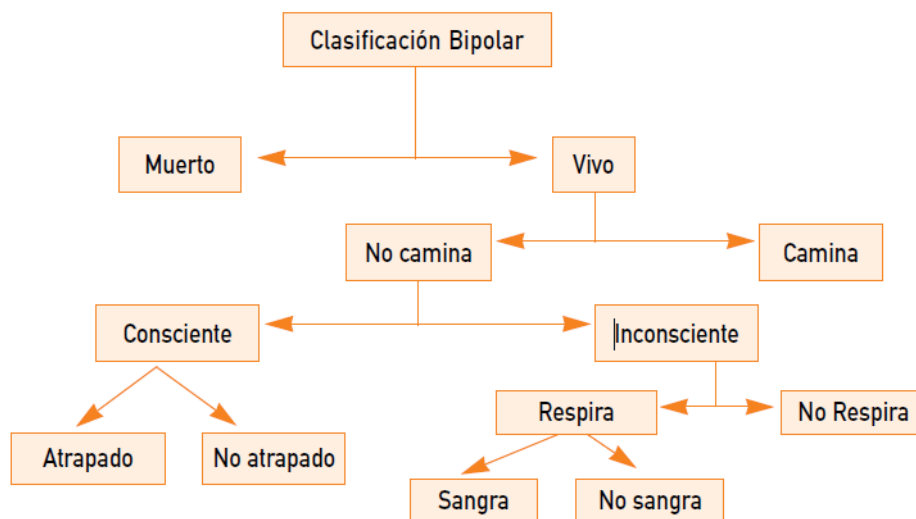 Clasificación Bipolar
Muerto
Vivo
No camina
Camina
Consciente
Inconsciente
Respira
No Respira
Atrapado
No atrapado
Sangra
No sangra